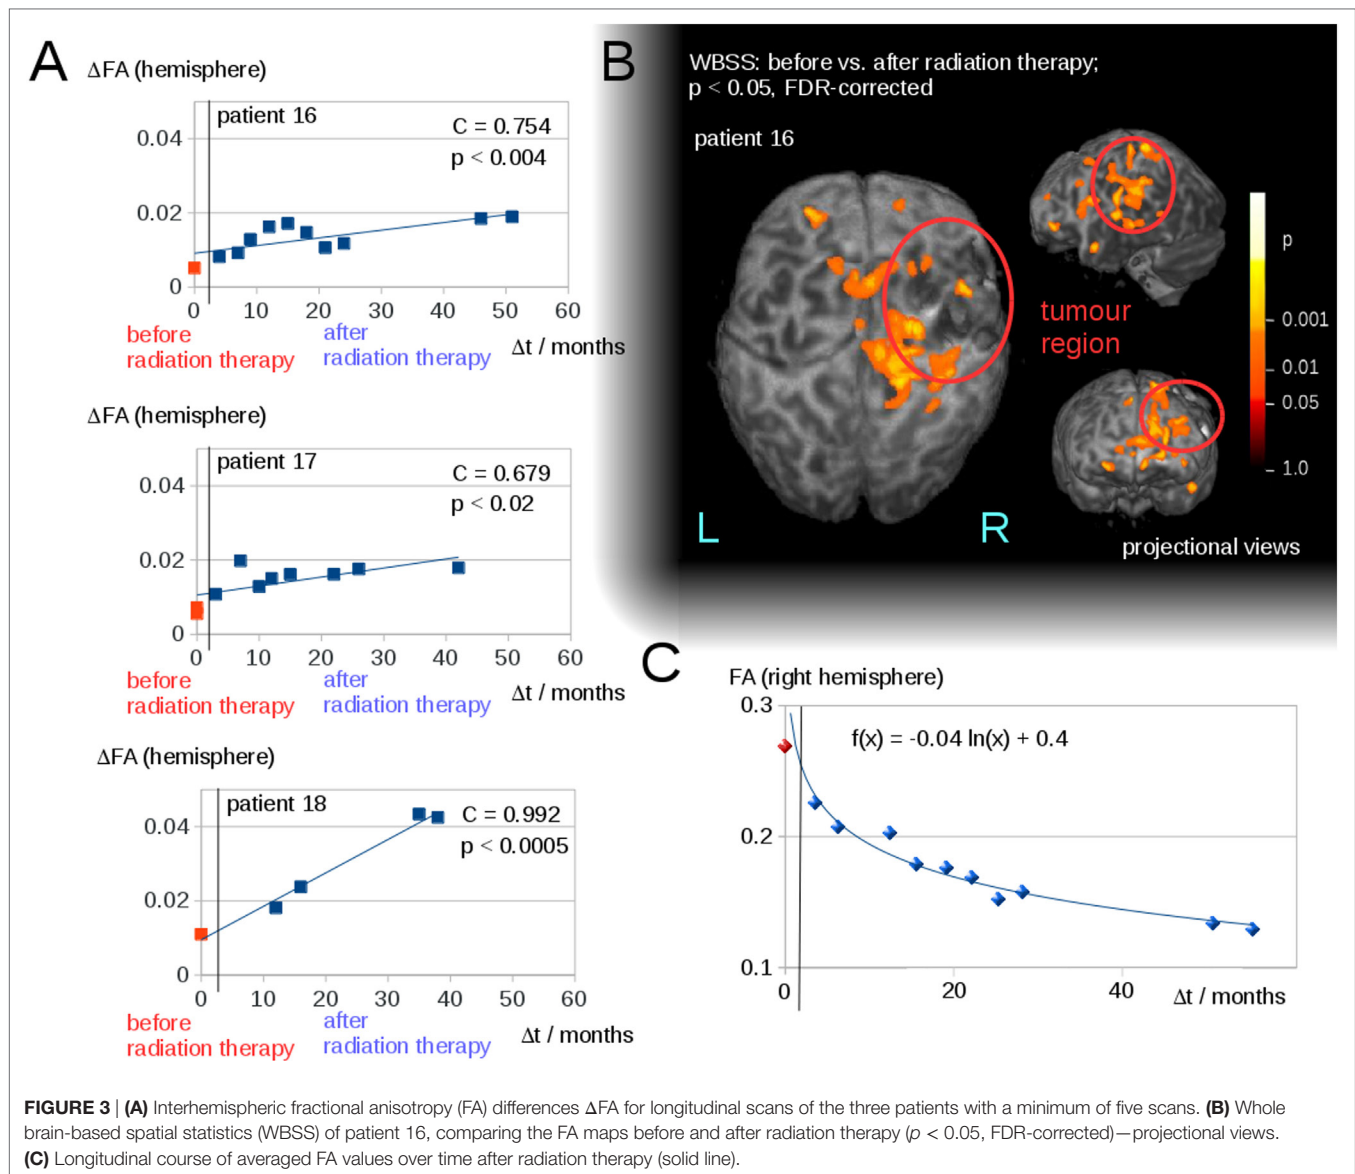 A
ΔFA (hemisphere)
patient 16
C = 0.754
p < 0.004
0.04
0.02
0
0 10 20 30 40 50 60
before
radiation therapy
after
radiation therapy
Δt / months
ΔFA (hemisphere)
patient 17
C = 0.679
p < 0.02
0.04
0.02
0
0 10 20 30 40 50 60
before
radiation therapy
after
radiation therapy
Δt / months
ΔFA (hemisphere)
patient 18
C = 0.992
p < 0.0005
0.04
0.02
0
0 10 20 30 40 50 60
before
radiation therapy
after
radiation therapy
Δt / months
B
WBSS: before vs. after radiation therapy;
p < 0.05, FDR-corrected
patient 16
tumour
region
p
0.001
0.01
0.05
1.0
L
R
projectional views
C
FA (right hemisphere)
0.3
f(x) = -0.04 ln(x) + 0.4
0.2
0.1
0 20 40
Δt / months
FIGURE 3 | (A) Interhemispheric fractional anisotropy (FA) differences ΔFA for longitudinal scans of the three patients with a minimum of five scans. (B) Whole
brain-based spatial statistics (WBSS) of patient 16, comparing the FA maps before and after radiation therapy (p < 0.05, FDR-corrected)—projectional views.
(C) Longitudinal course of averaged FA values over time after radiation therapy (solid line).